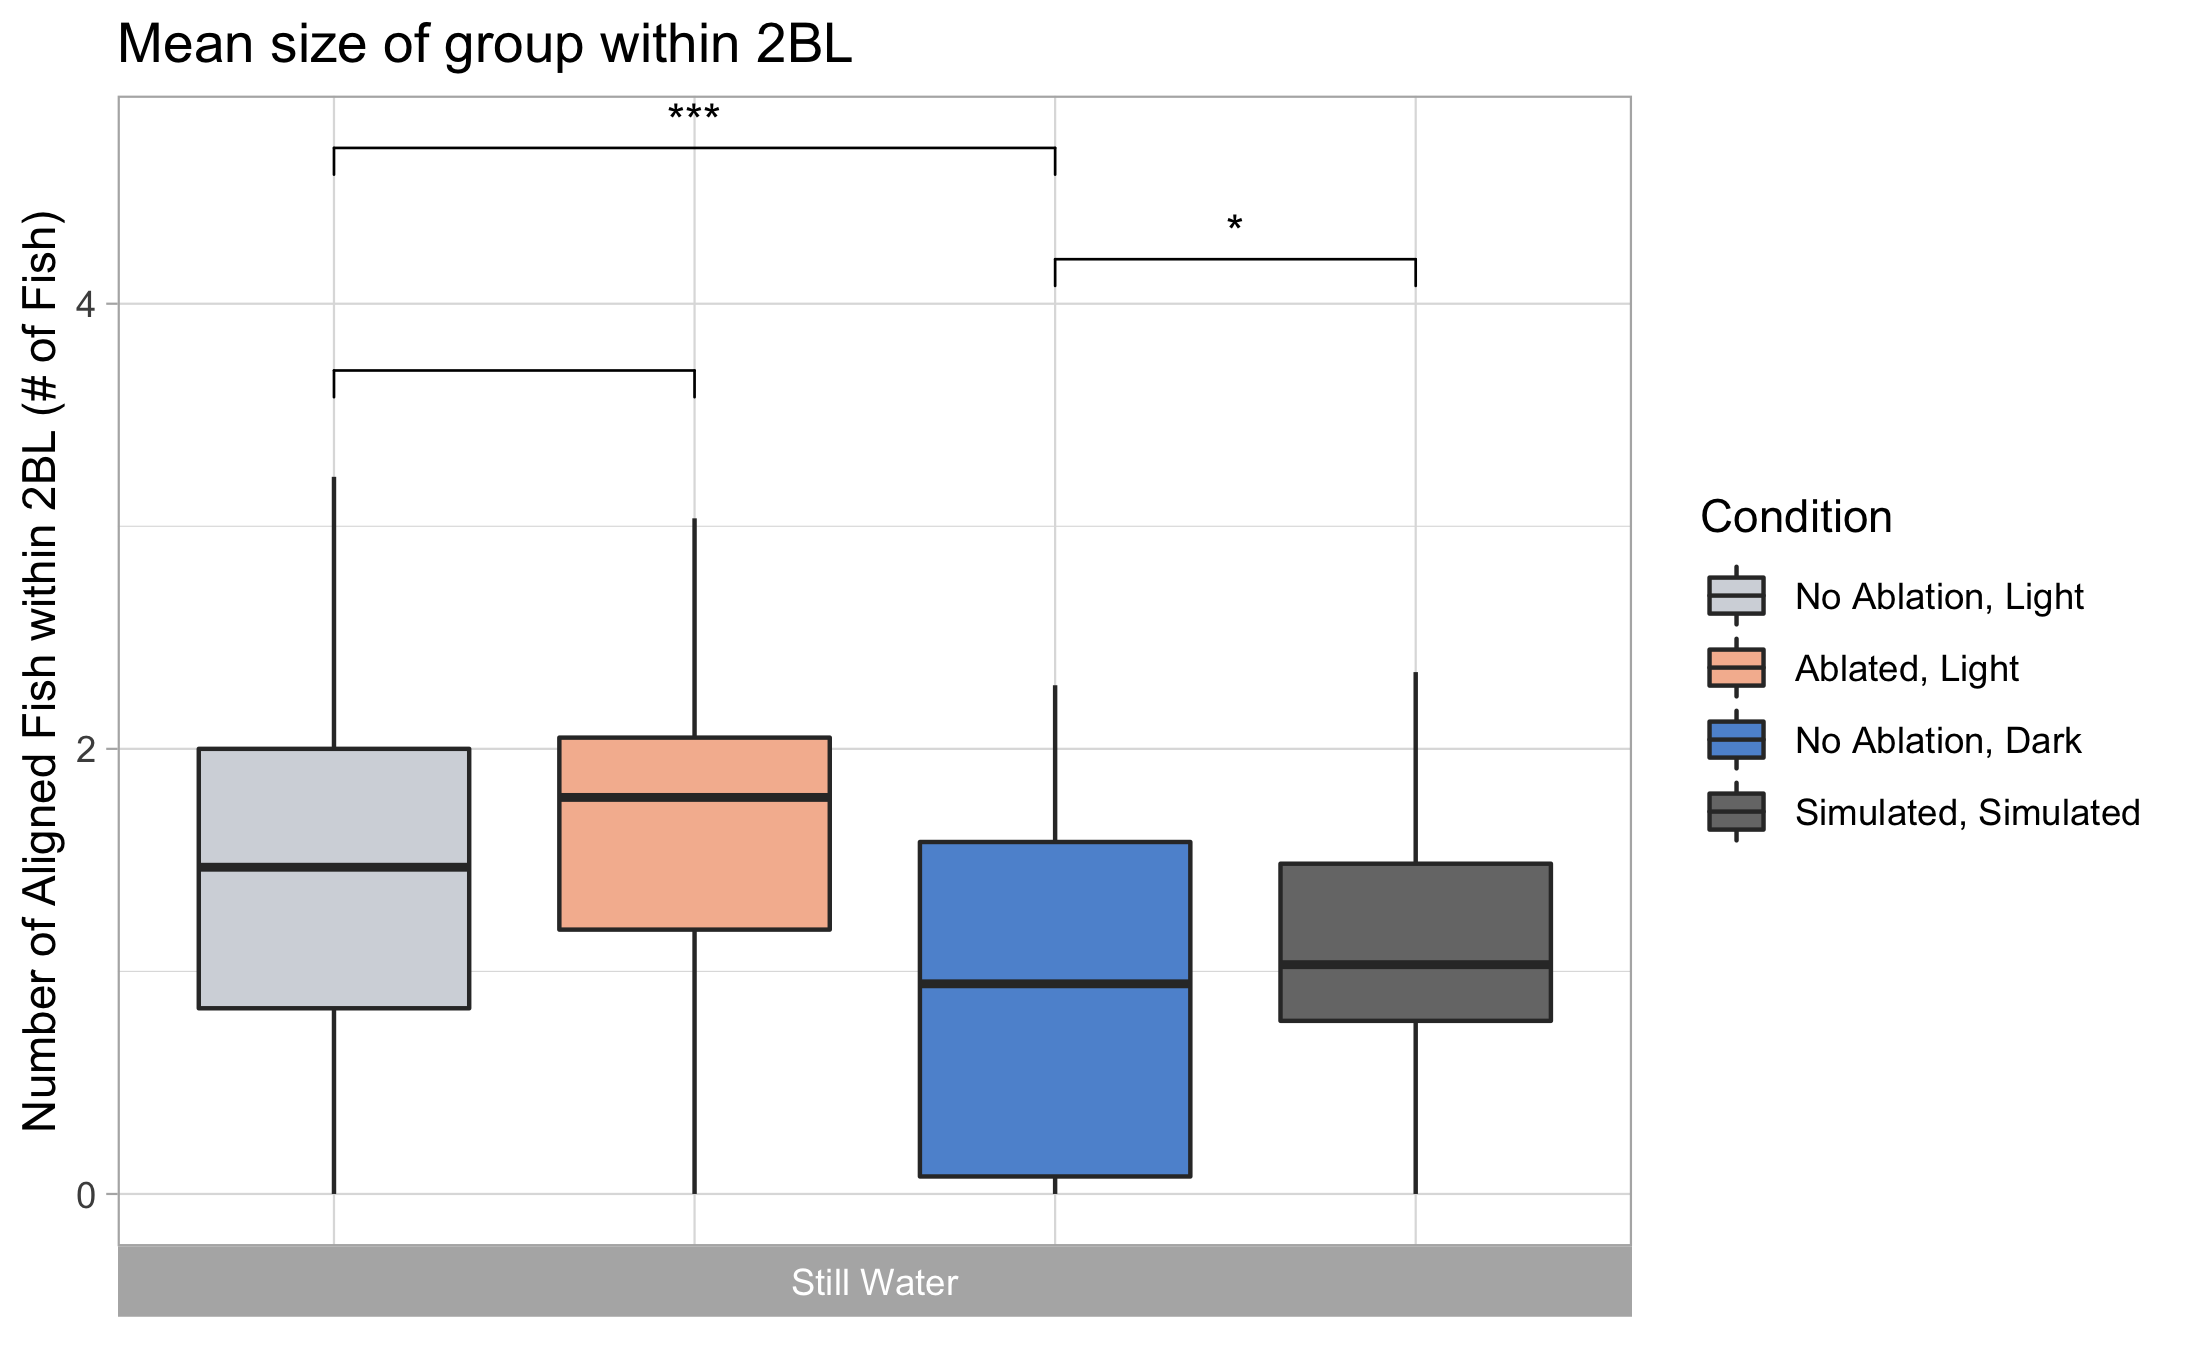 Mean size of group within 2BL
***
*
Number of Aligned Fish within 2BL (# of Fish)
4
2
0
Still Water
Condition
No Ablation, Light
Ablated, Light
No Ablation, Dark
Simulated, Simulated